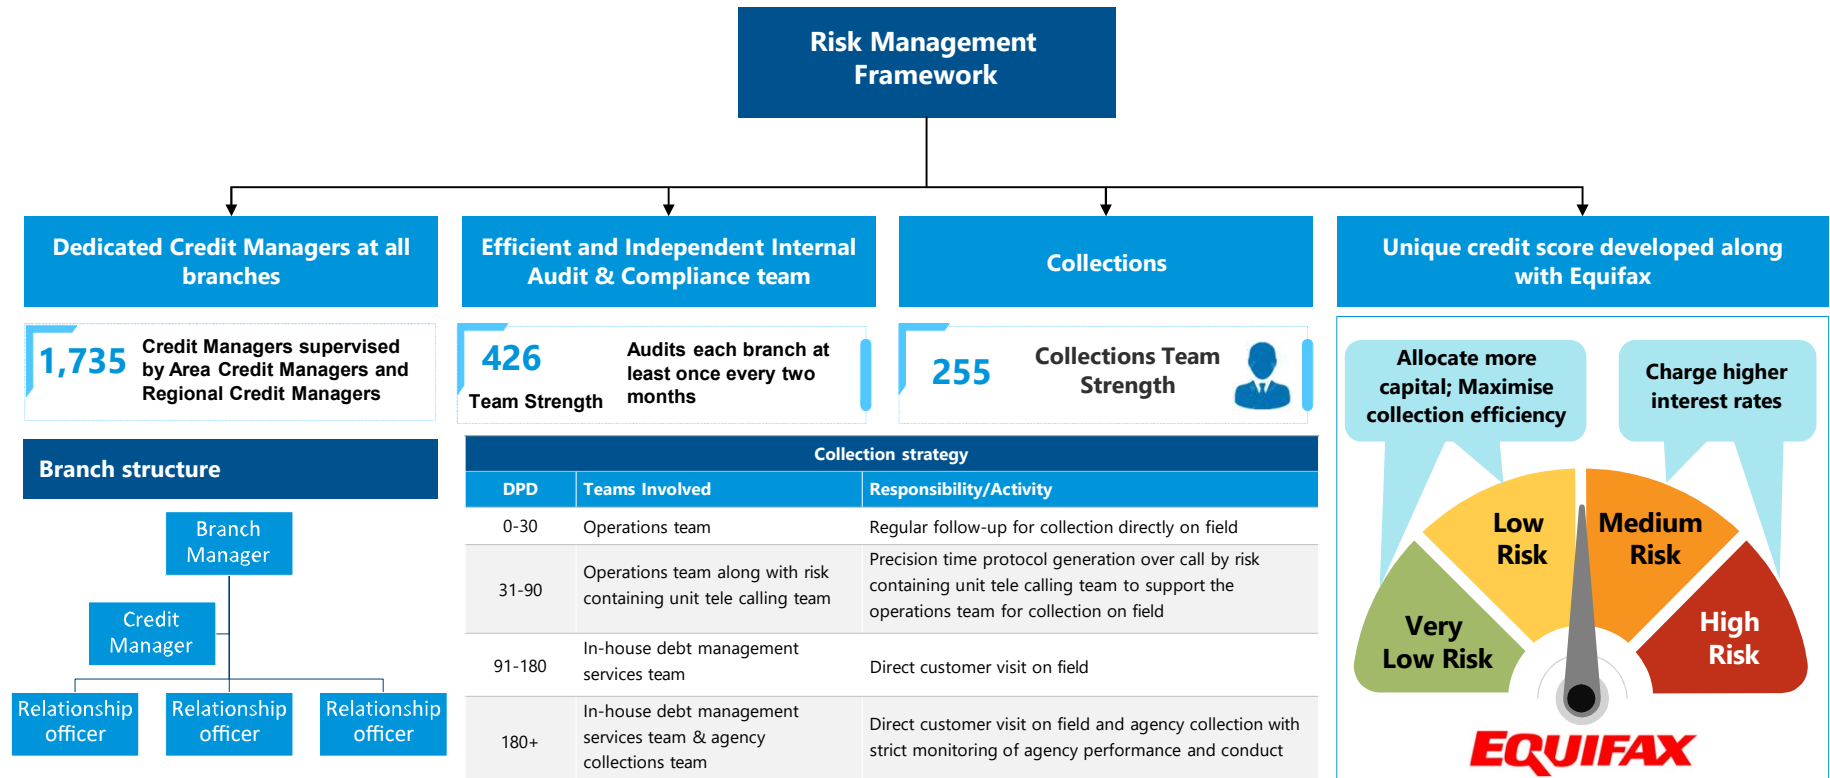 Risk Management
Framework
Dedicated Credit Managers at all
branches
Efficient and Independent Internal
Audit & Compliance team
Collections
Unique credit score developed along
with Equifax
1,735
Credit Managers supervised
by Area Credit Managers and
Regional Credit Managers
426
Team Strength
Audits each branch at
least once every two
months
255
Collections Team
Strength
Branch structure
Branch
Manager
Credit
Manager
Relationship
officer
Relationship
officer
Relationship
officer
Collection strategy
DPD
Teams Involved
Responsibility/Activity
0-30
Operations team
Regular follow-up for collection directly on field
31-90
Operations team along with risk
containing unit tele calling team
Precision time protocol generation over call by risk
containing unit tele calling team to support the
operations team for collection on field
91-180
In-house debt management
services team
Direct customer visit on field
180+
In-house debt management
services team & agency
collections team
Direct customer visit on field and agency collection with
strict monitoring of agency performance and conduct
Allocate more
capital; Maximise
collection efficiency
Charge higher
interest rates
Very
Low Risk
Low
Risk
Medium
Risk
High
Risk
EQUIFAX